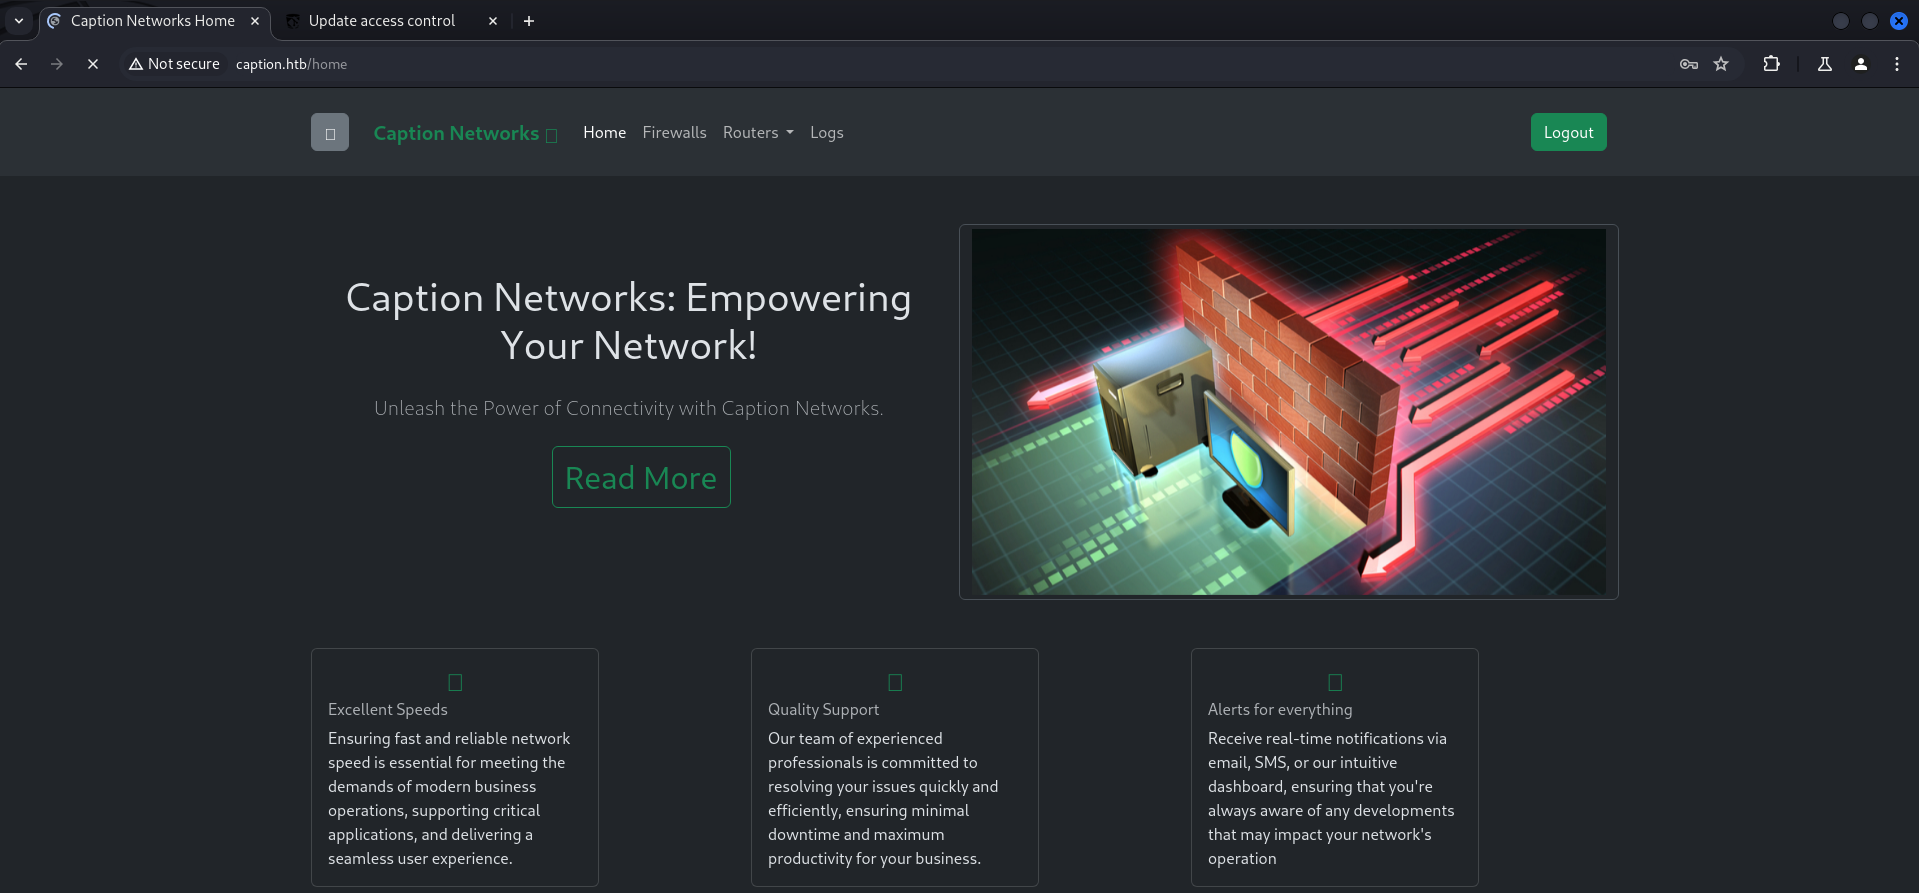 Caption Networks Home
Update access control
Not secure caption.htb/home
Caption Networks
Home Firewalls Routers Logs
Logout
Caption Networks: Empowering
Your Network!
Unleash the Power of Connectivity with Caption Networks.
Read More
Excellent Speeds
Ensuring fast and reliable network
speed is essential for meeting the
demands of modern business
operations, supporting critical
applications, and delivering a
seamless user experience.
Quality Support
Our team of experienced
professionals is committed to
resolving your issues quickly and
efficiently, ensuring minimal
downtime and maximum
productivity for your business.
Alerts for everything
Receive real-time notifications via
email, SMS, or our intuitive
dashboard, ensuring that you're
always aware of any developments
that may impact your network's
operation